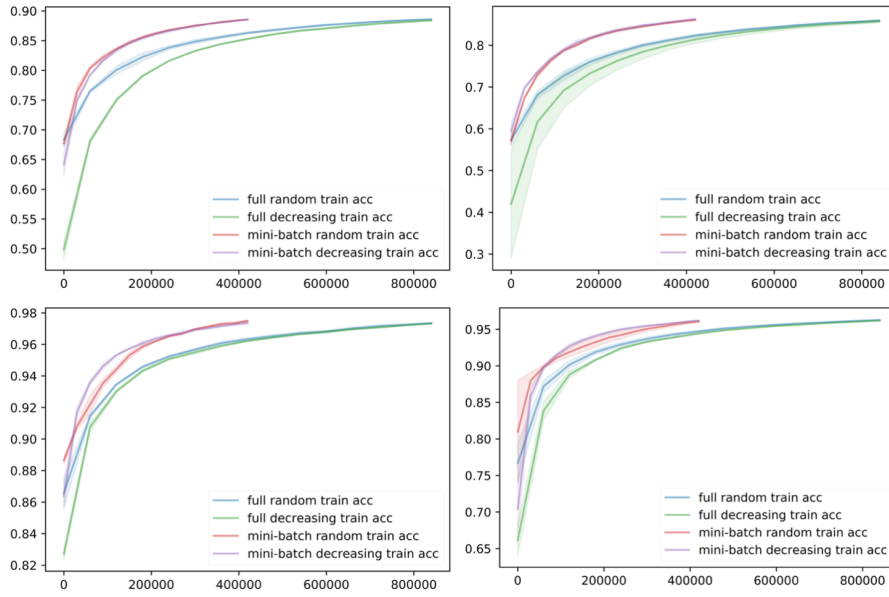 0.90
0.85
0.80
0.75
0.70
0.65
0.60
0.55
0.50
full random train acc
full decreasing train acc
mini-batch random train acc
mini-batch decreasing train acc
0 200000 400000 600000 800000
0.8
0.7
0.6
0.5
0.4
0.3
full random train acc
full decreasing train acc
mini-batch random train acc
mini-batch decreasing train acc
0 200000 400000 600000 800000
0.98
0.96
0.94
0.92
0.90
0.88
0.86
0.84
0.82
full random train acc
full decreasing train acc
mini-batch random train acc
mini-batch decreasing train acc
0 200000 400000 600000 800000
0.95
0.90
0.85
0.80
0.75
0.70
0.65
full random train acc
full decreasing train acc
mini-batch random train acc
mini-batch decreasing train acc
0 200000 400000 600000 800000